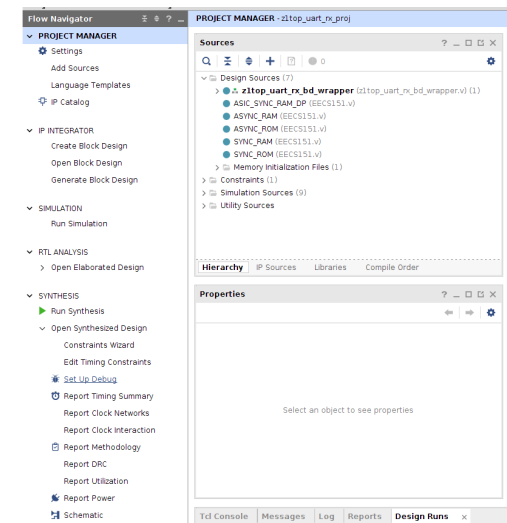 Flow Navigator
PROJECT MANAGER
Settings
Add Sources
Language Templates
IP Catalog
IP INTEGRATOR
Create Block Design
Open Block Design
Generate Block Design
SIMULATION
Run Simulation
RTL ANALYSIS
Open Elaborated Design
SYNTHESIS
Run Synthesis
Open Synthesized Design
Constraints Wizard
Edit Timing Constraints
Set Up Debug
Report Timing Summary
Report Clock Networks
Report Clock Interaction
Report Methodology
Report DRC
Report Utilization
Report Power
Schematic
PROJECT MANAGER - z1top_uart_rx_proj
Sources
0
Design Sources (7)
z1top_uart_rx_bd_wrapper (z1top_uart_rx_bd_wrapper.v) (1)
ASIC_SYNC_RAM_DP (EECS151.v)
ASYNC_RAM (EECS151.v)
ASYNC_ROM (EECS151.v)
SYNC_RAM (EECS151.v)
SYNC_ROM (EECS151.v)
Memory Initialization Files (1)
Constraints (1)
Simulation Sources (9)
Utility Sources
Hierarchy IP Sources Libraries Compile Order
Properties
Select an object to see properties
Tcl Console Messages Log Reports Design Runs